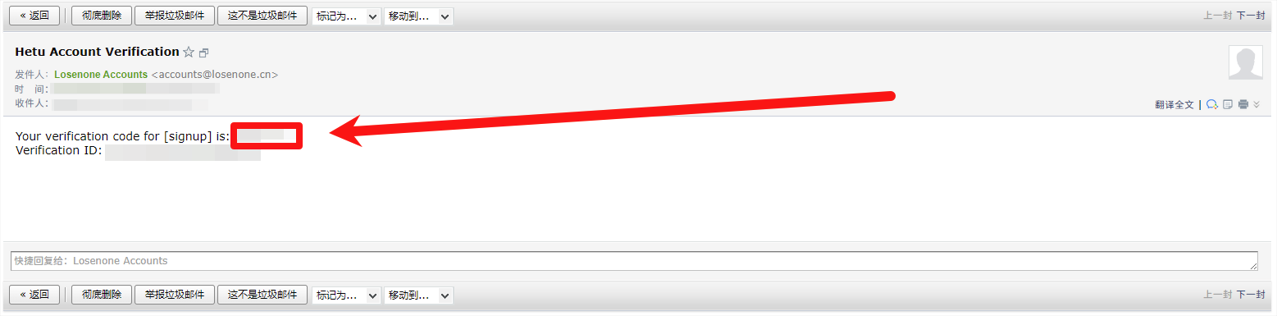 « 返回 彻底删除 举报垃圾邮件 这不是垃圾邮件 标记为... 移动到... 上一封 下一封
Hetu Account Verification
发件人：Losenone Accounts <accounts@losenone.cn>
时 间：
收件人：
翻译全文
Your verification code for [signup] is:
Verification ID:
快捷回复给：Losenone Accounts
« 返回 彻底删除 举报垃圾邮件 这不是垃圾邮件 标记为... 移动到... 上一封 下一封